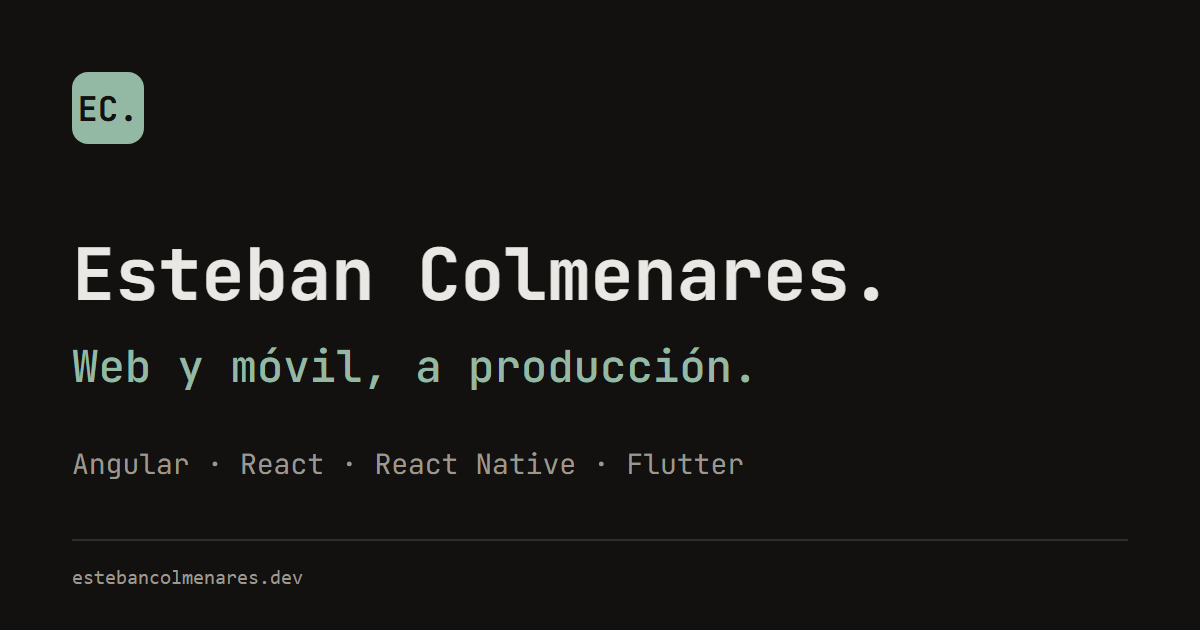 EC.
Esteban Colmenares.
Web y móvil, a producción.
Angular · React · React Native · Flutter
estebancolmenares.dev